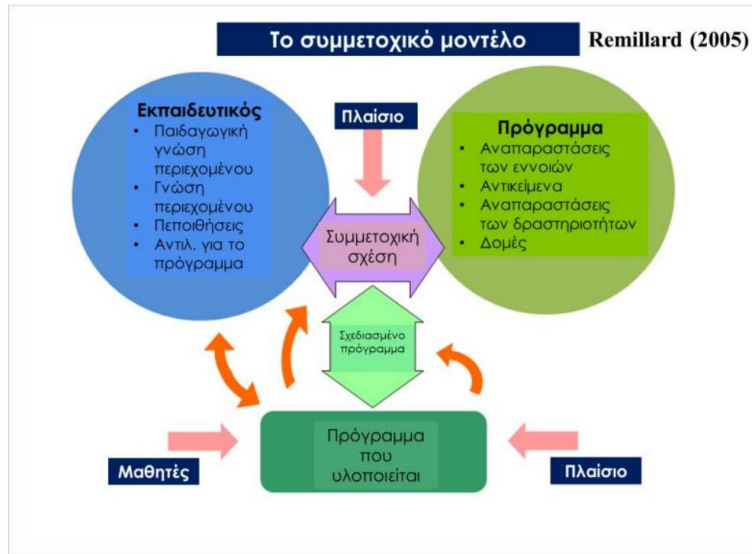 Το συμμετοχικό μοντέλο
Remillard (2005)
Εκπαιδευτικός
• Παιδαγωγική
γνώση
περιεχομένου
• Γνώση
περιεχομένου
• Πεποιθήσεις
• Αντιλ. για το
πρόγραμμα
Πλαίσιο
Πρόγραμμα
• Αναπαραστάσεις
των εννοιών
• Αντικείμενα
• Αναπαραστάσεις
των δραστηριοτήτων
• Δομές
Συμμετοχική
σχέση
Σχεδιασμένο
πρόγραμμα
Πρόγραμμα
που
υλοποιείται
Μαθητές
Πλαίσιο